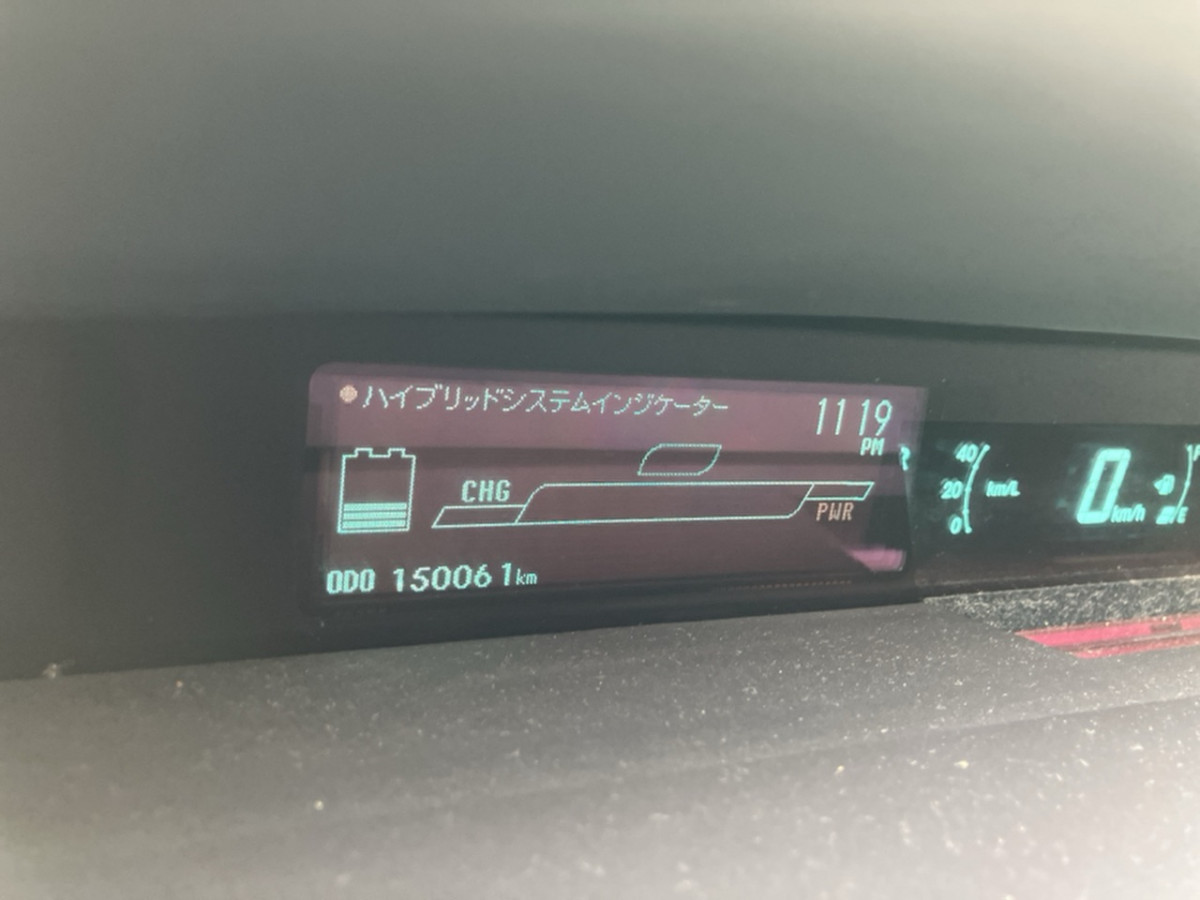 ハイブリッドシステムインジケーター
11 19
PM
CHG
PWR
ODO 150061km
40
20 km/L
0
0 km/h
E